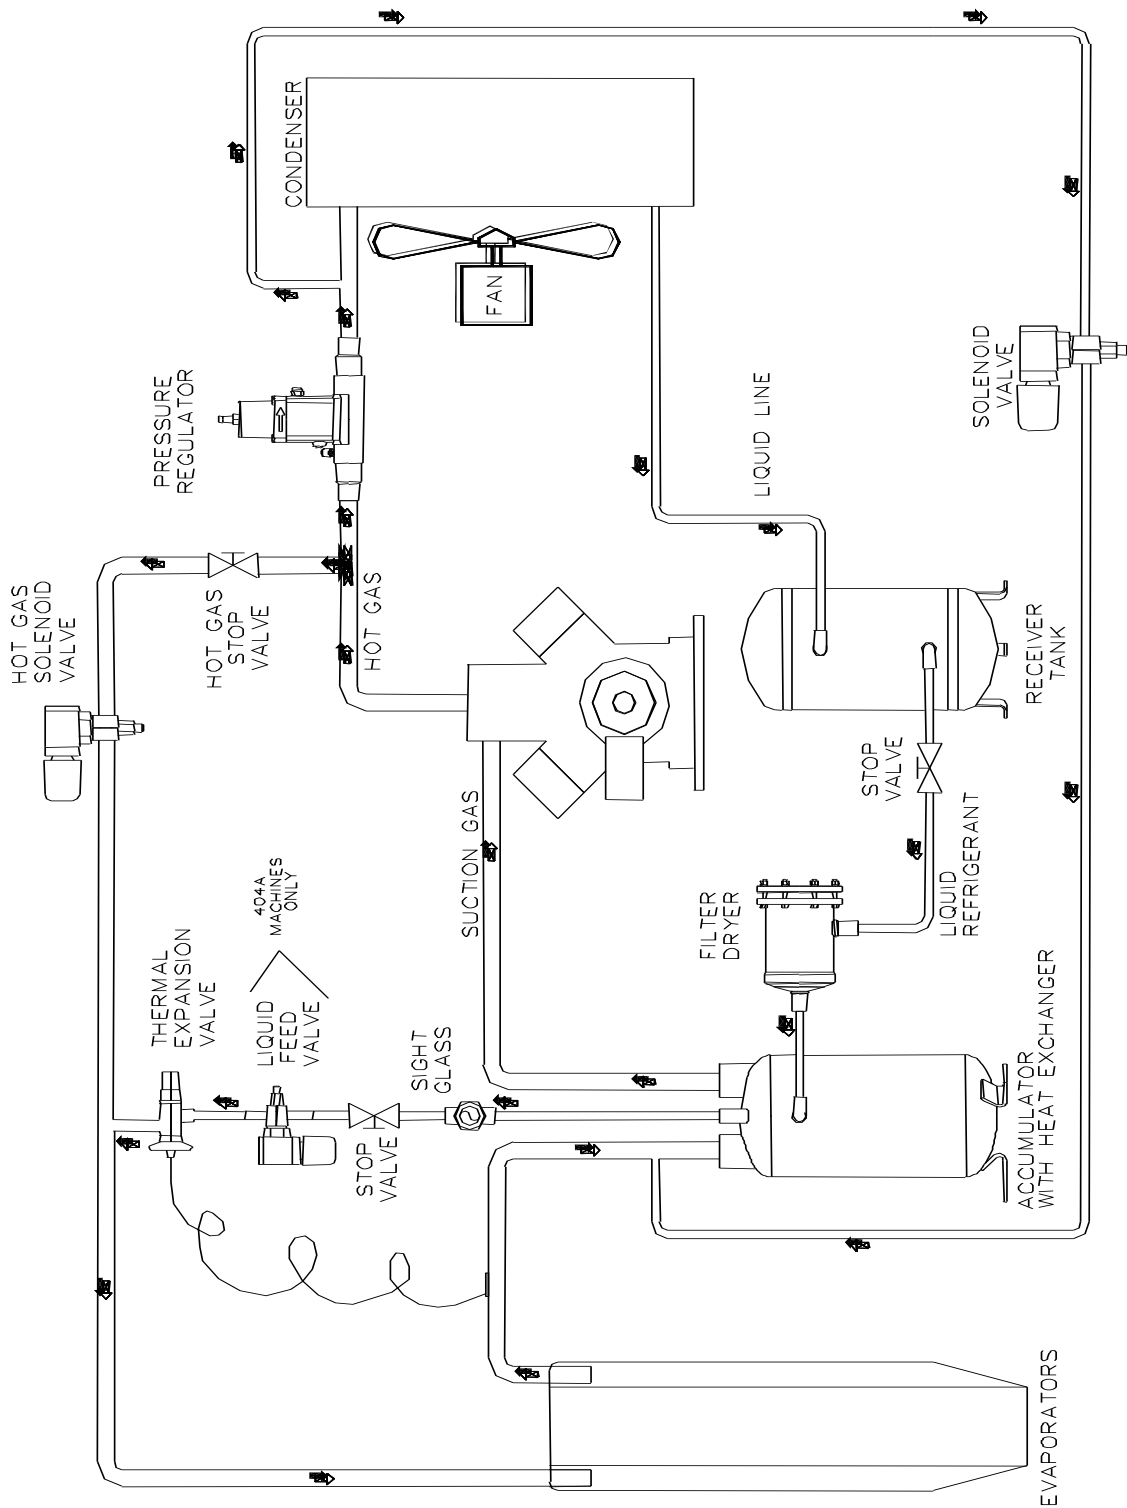 HOT GAS
SOLENOID
VALVE
HOT GAS
STOP
VALVE
PRESSURE
REGULATOR
CONDENSER
HOT GAS
FAN
THERMAL
EXPANSION
VALVE
LIQUID
FEED
VALVE
404A
MACHINES
ONLY
STOP
VALVE
SIGHT
GLASS
SUCTION GAS
FILTER
DRYER
LIQUID LINE
STOP
VALVE
LIQUID
REFRIGERANT
SOLENOID
VALVE
RECEIVER
TANK
ACCUMULATOR
WITH HEAT EXCHANGER
EVAPORATORS